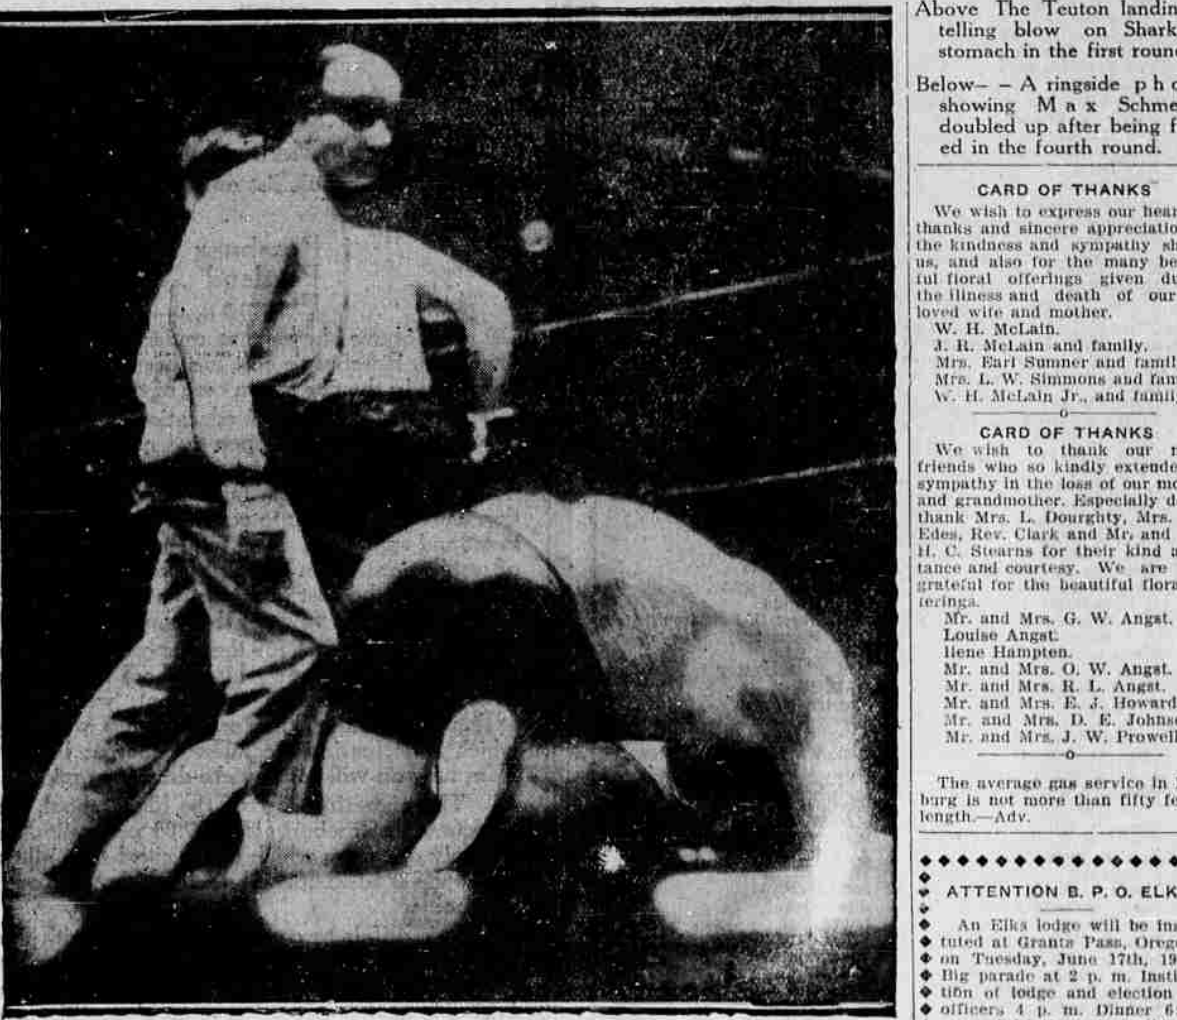 Above The Teuton landin
telling blow on Shark
stomach in the first roun
Below- - A ringside p h o
showing M a x Schme
doubled up after being f
ed in the fourth round.
CARD OF THANKS
We wish to express our hear
thanks and sincere appreciatio
the kindness and sympathy sh
us, and also for the many be
ful floral offerings given du
the illness and death of our
loved wife and mother.
W. H. McLain.
J. R. McLain and family,
Mrs. Earl Sumner and famil
Mrs. L. W. Simmons and fam
W. H. McLain Jr., and famil
CARD OF THANKS
We wish to thank our m
friends who so kindly extende
sympathy in the loss of our mo
and grandmother. Especially d
thank Mrs. L. Dourghty, Mrs.
Edes, Rev. Clark and Mr. and
H. C. Stearns for their kind a
tance and courtesy. We are
grateful for the beautiful flora
ferings.
Mr. and Mrs. G. W. Angst.
Louise Angst.
Ilene Hampten.
Mr. and Mrs. O. W. Angst.
Mr. and Mrs. R. L. Angst.
Mr. and Mrs. E. J. Howard
Mr. and Mrs. D. E. Johns
Mr. and Mrs. J. W. Prowell
The average gas service in
burg is not more than fifty fe
length.—Adv.
ATTENTION B. P. O. ELK
An Elks lodge will be ins
tuted at Grants Pass, Oreg
on Tuesday, June 17th, 19
Big parade at 2 p. m. Insti
tion of lodge and election
officers 4 p. m. Dinner 6